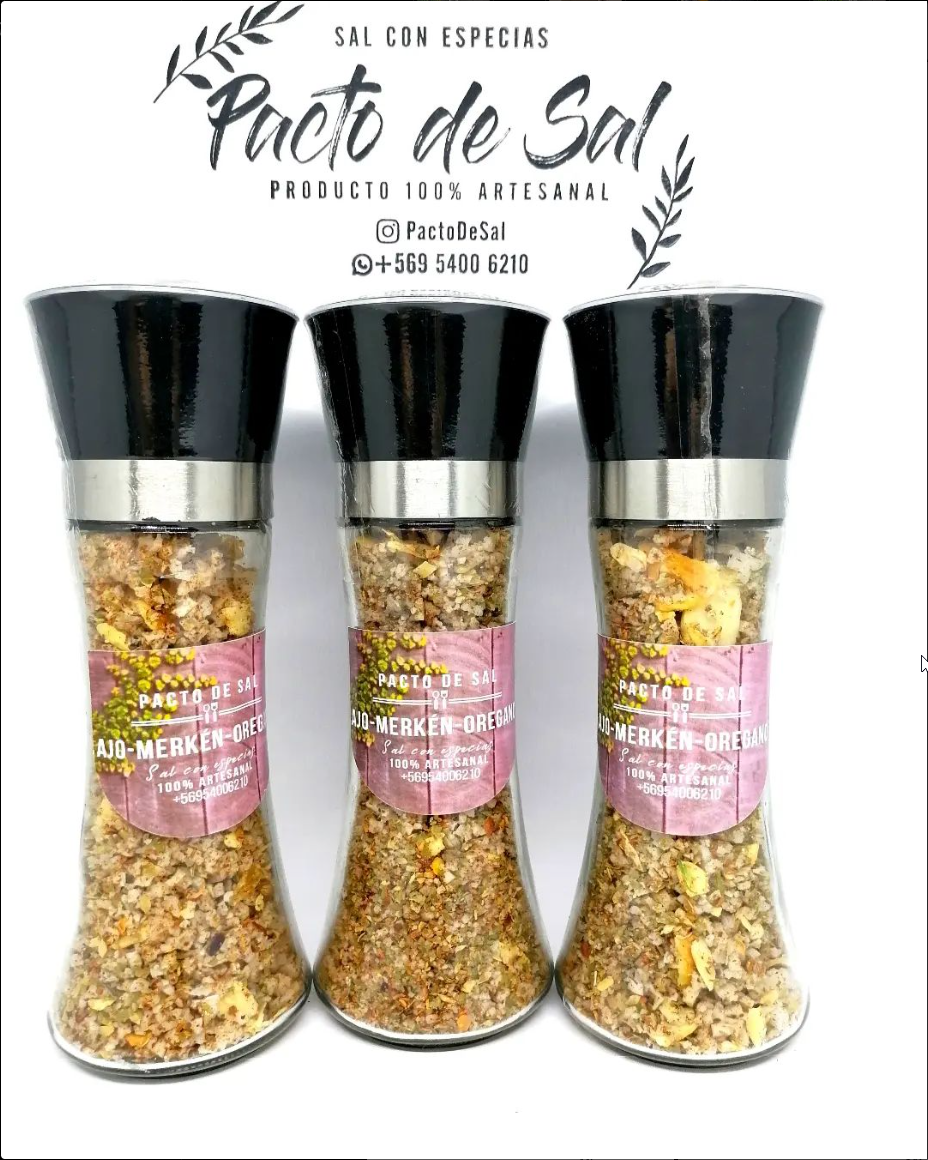 SAL CON ESPECIAS
Pacto de Sal
PRODUCTO 100% ARTESANAL
PactoDeSal
+569 5400 6210
PACTO DE SAL
AJO-MERKÉN-OREG
Sal con especias
100% ARTESANAL
+56954006210
PACTO DE SAL
AJO-MERKÉN-OREGAN
Sal con especias
100% ARTESANAL
+56954006210
PACTO DE SAL
AJO-MERKÉN-OREGANO
Sal con especias
100% ARTESANAL
+56954006210